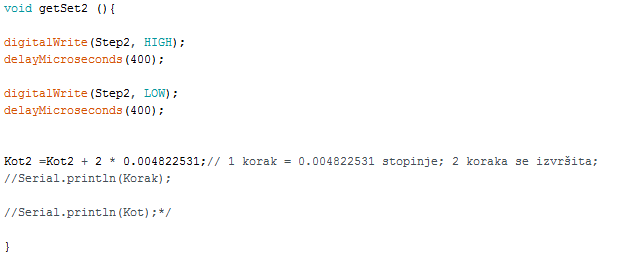 void getSet2 (){
digitalWrite(Step2, HIGH);
delayMicroseconds(400);
digitalWrite(Step2, LOW);
delayMicroseconds(400);
Kot2 =Kot2 + 2 * 0.004822531;// 1 korak = 0.004822531 stopinje; 2 koraka se izvršita;
//Serial.println(Korak);
//Serial.println(Kot);*/
}